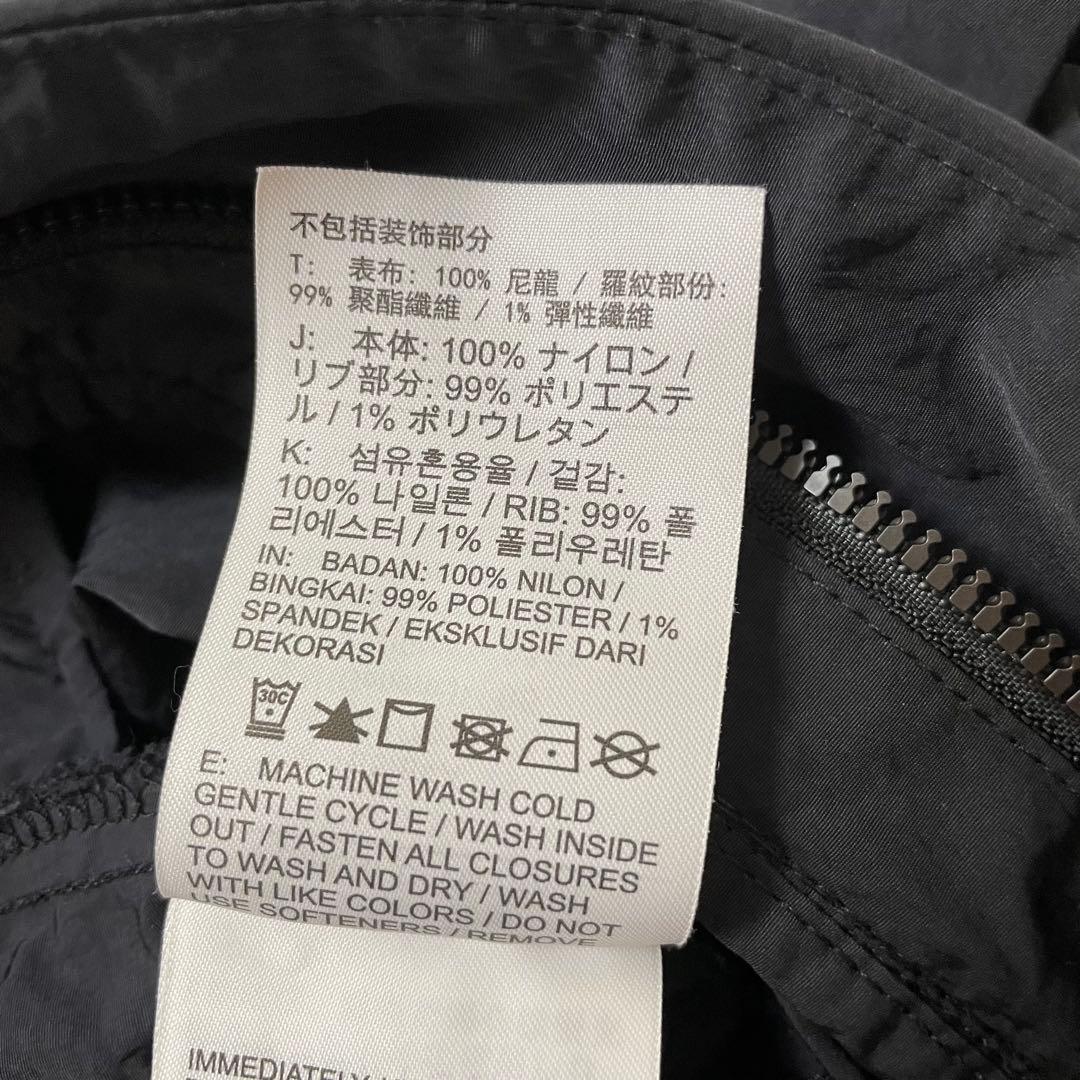 不包括装饰部分
T: 表布: 100% 尼龍 / 羅紋部份:
99% 聚酯纖維 / 1% 彈性纖維
J: 本体: 100% ナイロン /
リブ部分: 99% ポリエステ
ル / 1% ポリウレタン
K: 섬유혼용율 / 겉감:
100% 나일론 / RIB: 99% 폴
리에스터 / 1% 폴리우레탄
IN: BADAN: 100% NILON /
BINGKAI: 99% POLIESTER / 1%
SPANDEK / EKSKLUSIF DARI
DEKORASI
30C
E: MACHINE WASH COLD
GENTLE CYCLE / WASH INSIDE
OUT / FASTEN ALL CLOSURES
TO WASH AND DRY / WASH
WITH LIKE COLORS / DO NOT
USE SOFTENERS / REMOVE
IMMEDIATELY